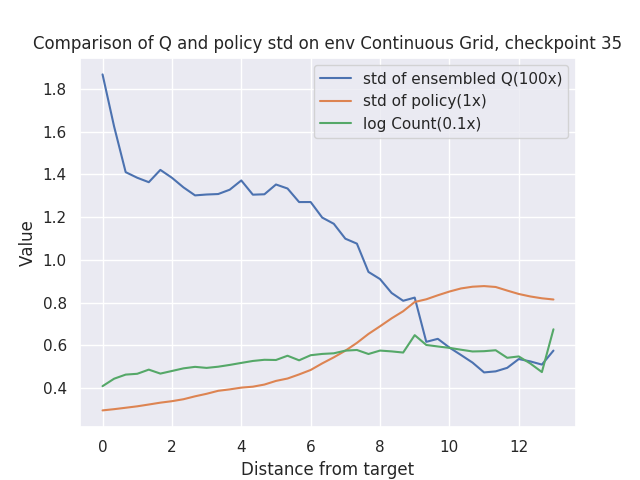 Comparison of Q and policy std on env Continuous Grid, checkpoint 35
std of ensembled Q(100x)
std of policy(1x)
log Count(0.1x)
Value
1.8
1.6
1.4
1.2
1.0
0.8
0.6
0.4
0 2 4 6 8 10 12
Distance from target